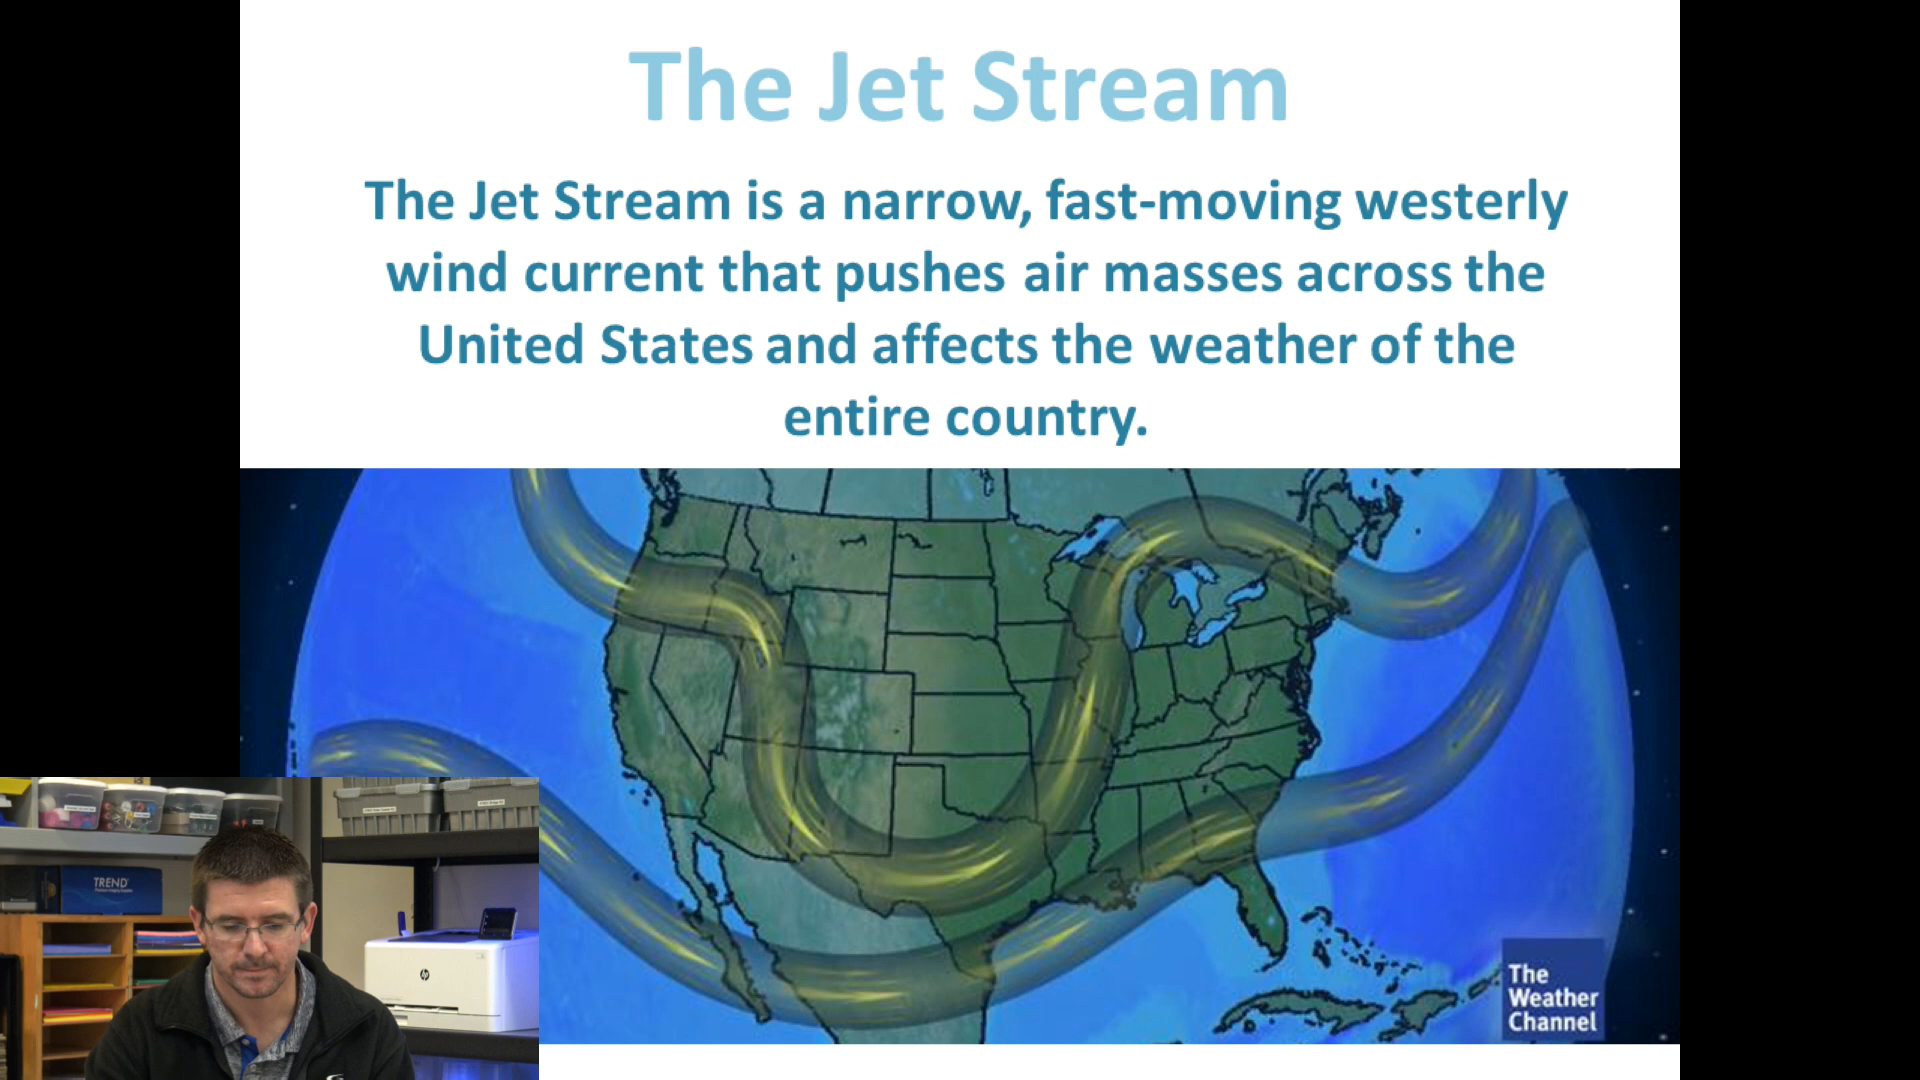 The Jet Stream
The Jet Stream is a narrow, fast-moving westerly
wind current that pushes air masses across the
United States and affects the weather of the
entire country.
The
Weather
Channel
TREND
hp